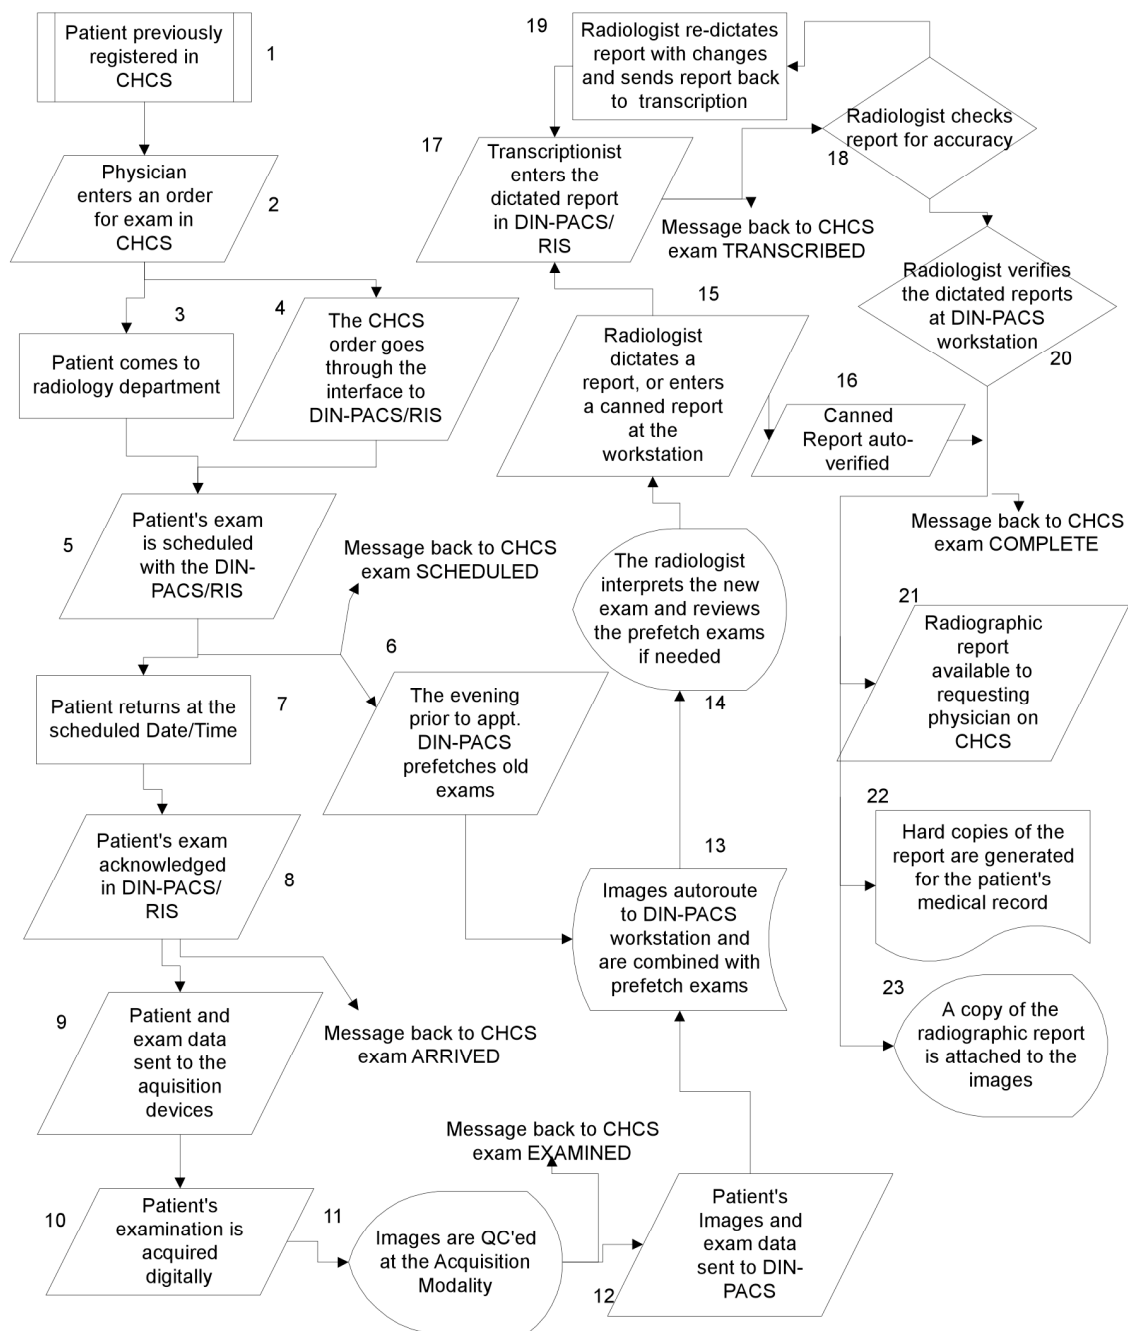 Patient previously
registered in
CHCS
1
Physician
enters an order
for exam in
CHCS
2
3
Patient comes to
radiology department
4
The CHCS
order goes
through the
interface to
DIN-PACS/RIS
5
Patient's exam
is scheduled
with the DIN-
PACS/RIS
Message back to CHCS
exam SCHEDULED
6
The evening
prior to appt.
DIN-PACS
prefetches old
exams
Patient returns at the
scheduled Date/Time
7
Patient's exam
acknowledged
in DIN-PACS/
RIS
8
Message back to CHCS
exam ARRIVED
9
Patient and
exam data
sent to the
aquisition
devices
10
Patient's
examination is
acquired
digitally
11
Images are QC'ed
at the Acquisition
Modality
Message back to CHCS
exam EXAMINED
12
Patient's
Images and
exam data
sent to DIN-
PACS
13
Images autoroute
to DIN-PACS
workstation and
are combined with
prefetch exams
14
The radiologist
interprets the new
exam and reviews
the prefetch exams
if needed
15
Radiologist
dictates a
report, or enters
a canned report
at the
workstation
16
Canned
Report auto-
verified
17
Transcriptionist
enters the
dictated report
in DIN-PACS/
RIS
Message back to CHCS
exam TRANSCRIBED
18
Radiologist checks
report for accuracy
19
Radiologist re-dictates
report with changes
and sends report back
to transcription
Radiologist verifies
the dictated reports
at DIN-PACS
workstation
20
Message back to CHCS
exam COMPLETE
21
Radiographic
report
available to
requesting
physician on
CHCS
22
Hard copies of the
report are generated
for the patient's
medical record
23
A copy of the
radiographic report
is attached to the
images